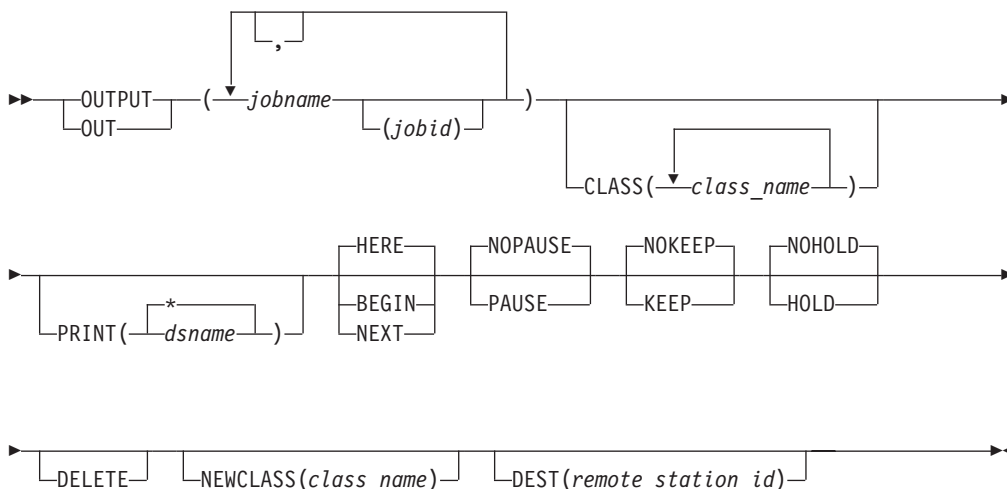 ,
OUTPUT ( jobname )
OUT (jobid)
CLASS( class_name )
HERE NOPAUSE NOKEEP NOHOLD
* BEGIN PAUSE KEEP HOLD
PRINT( dsname ) NEXT
DELETE NEWCLASS(class name) DEST(remote station id)